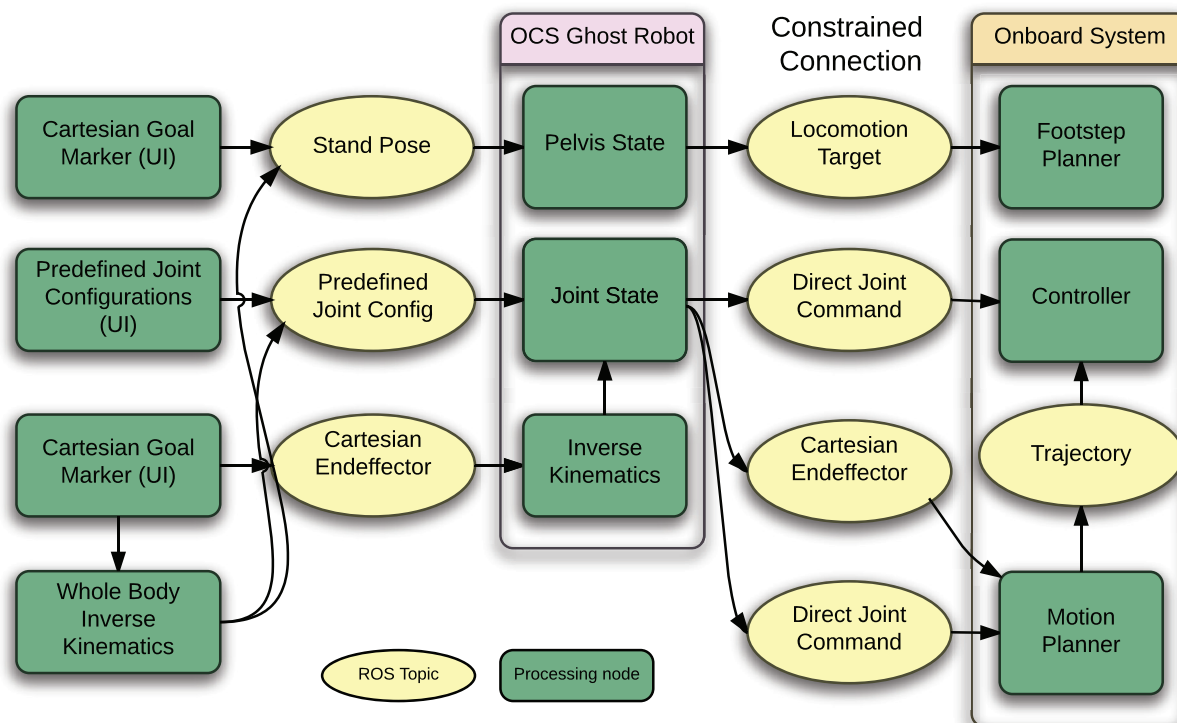 OCS Ghost Robot
Constrained
Connection
Onboard System
Cartesian Goal
Marker (UI)
Stand Pose
Pelvis State
Locomotion
Target
Footstep
Planner
Predefined Joint
Configurations
(UI)
Predefined
Joint Config
Joint State
Direct Joint
Command
Controller
Cartesian Goal
Marker (UI)
Cartesian
Endeffector
Inverse
Kinematics
Cartesian
Endeffector
Trajectory
Whole Body
Inverse
Kinematics
Direct Joint
Command
Motion
Planner
ROS Topic
Processing node